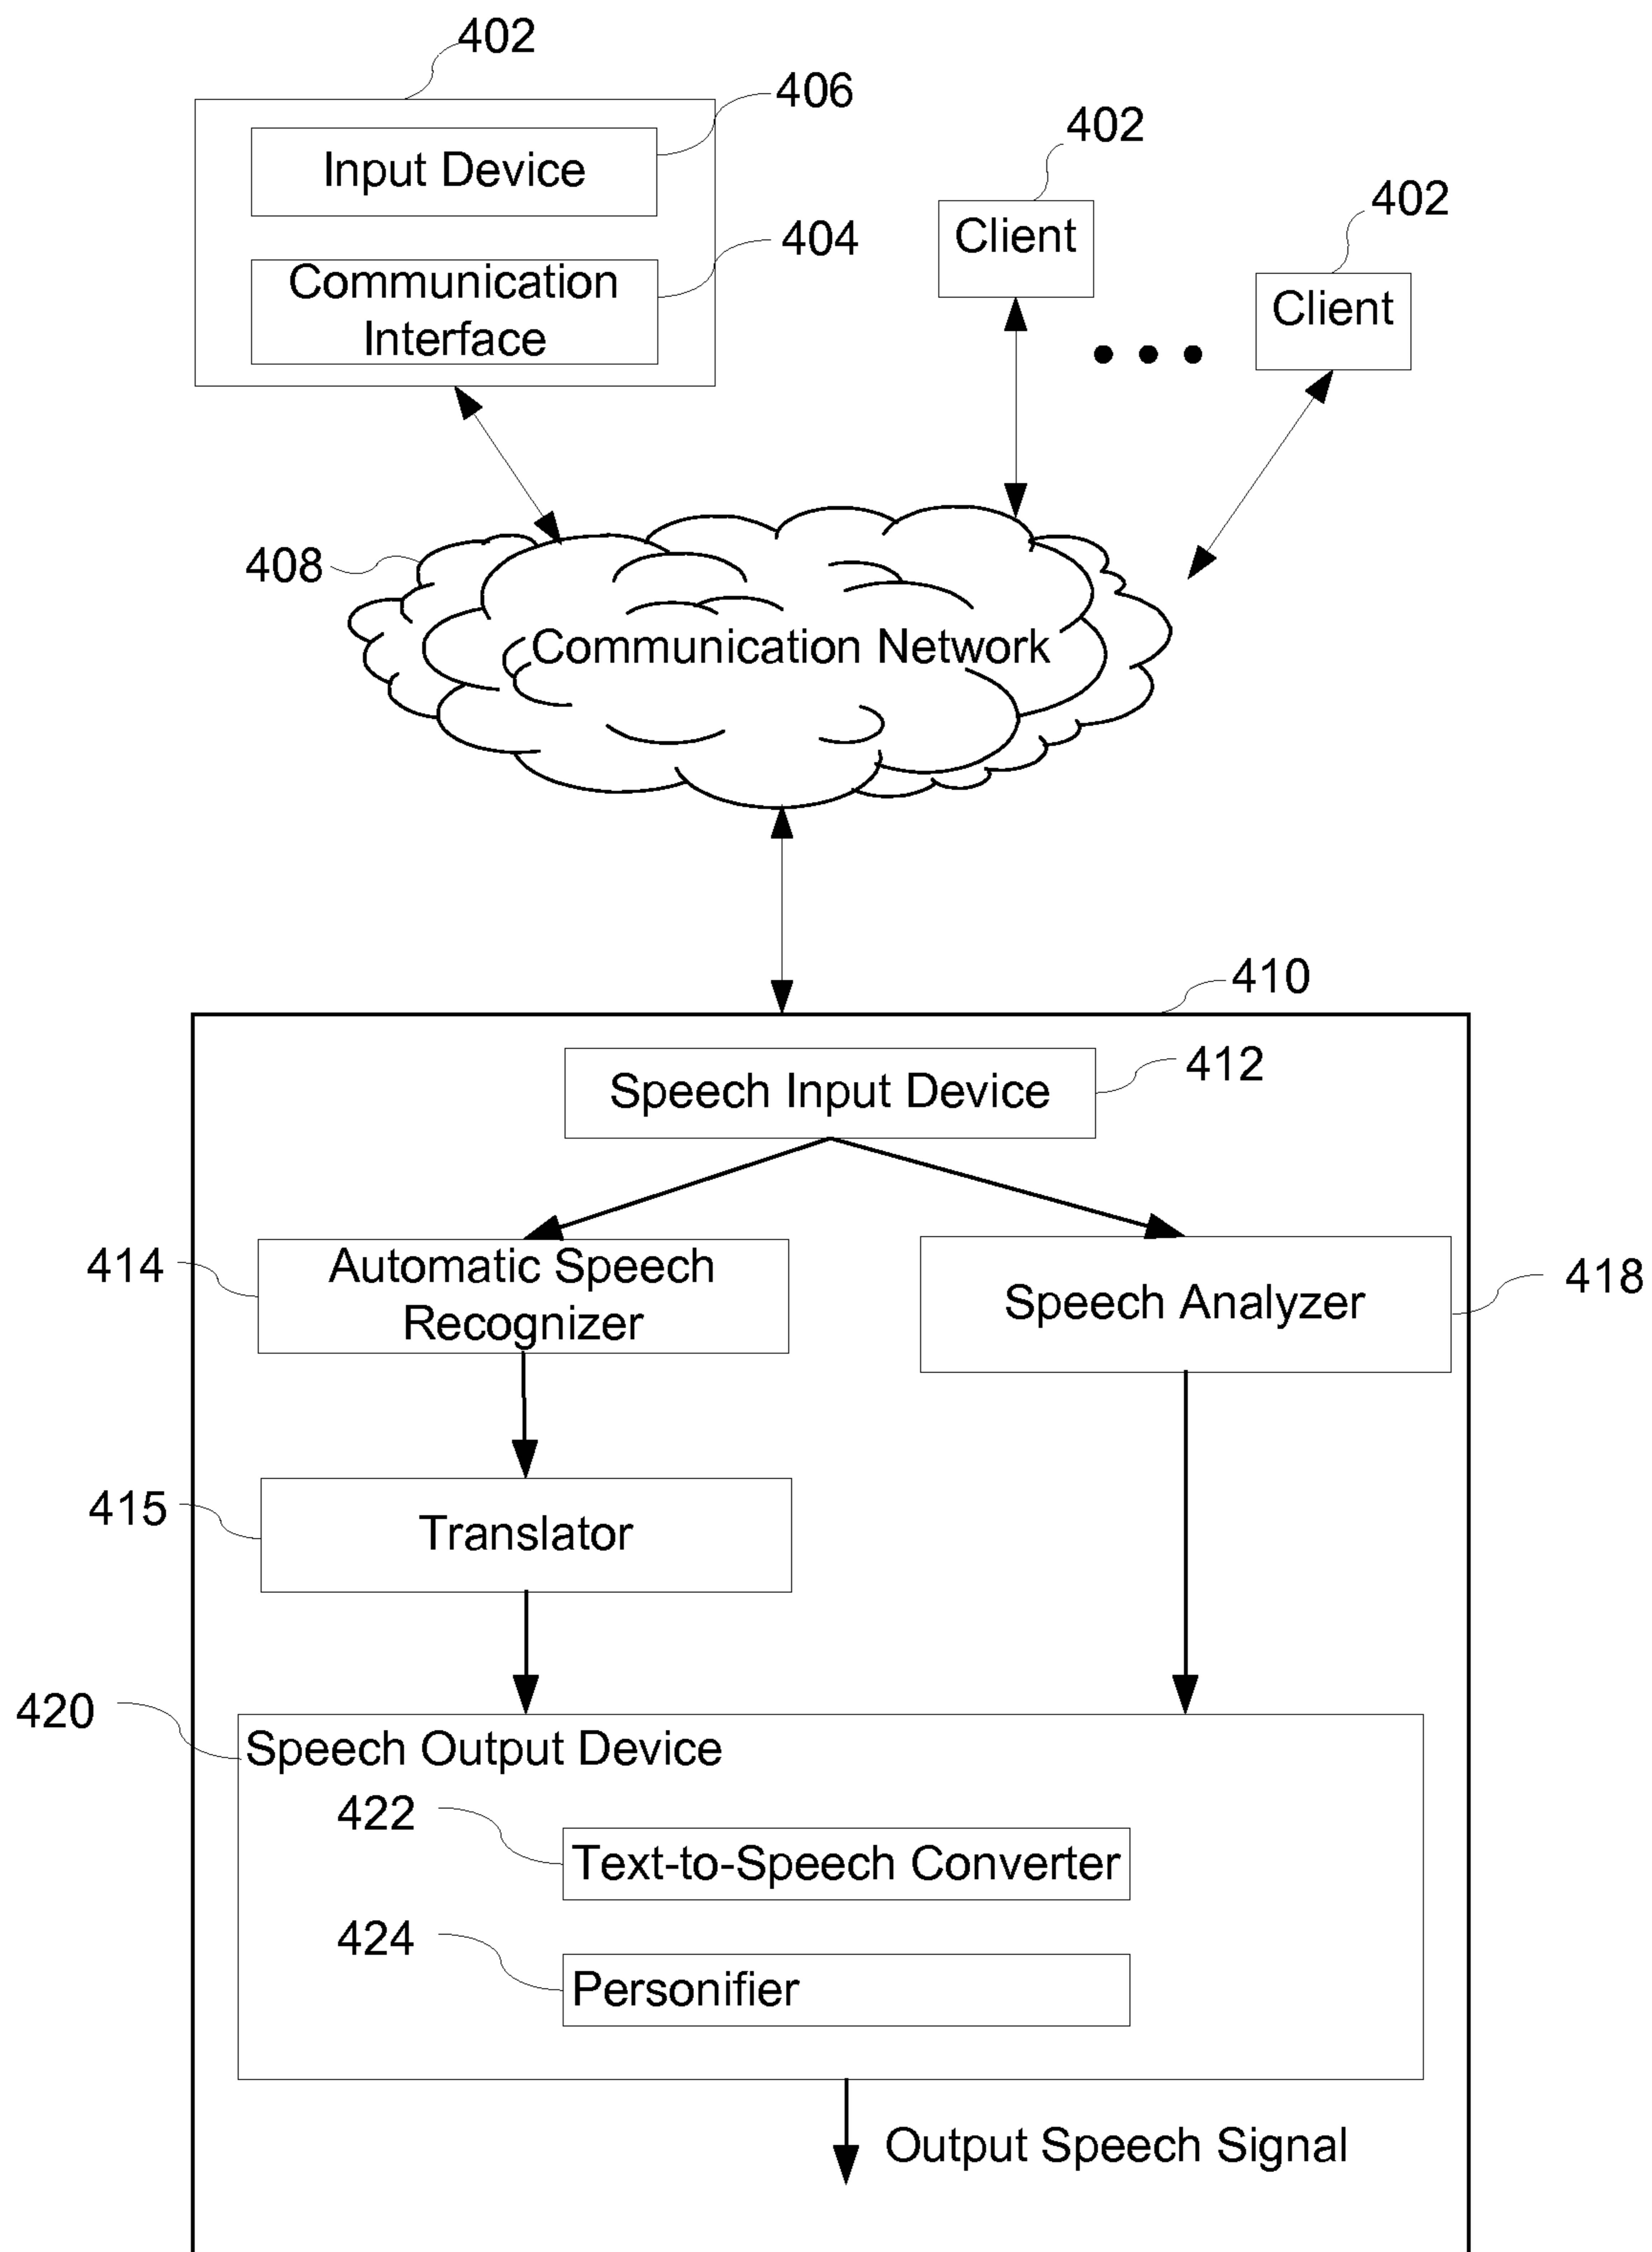 402
406
Input Device
402
402
Client
404
Communication
Interface
Client
408
Communication Network
410
412
Speech Input Device
414
Automatic Speech
Recognizer
418
Speech Analyzer
415
Translator
420
Speech Output Device
422
Text-to-Speech Converter
424
Personifier
Output Speech Signal